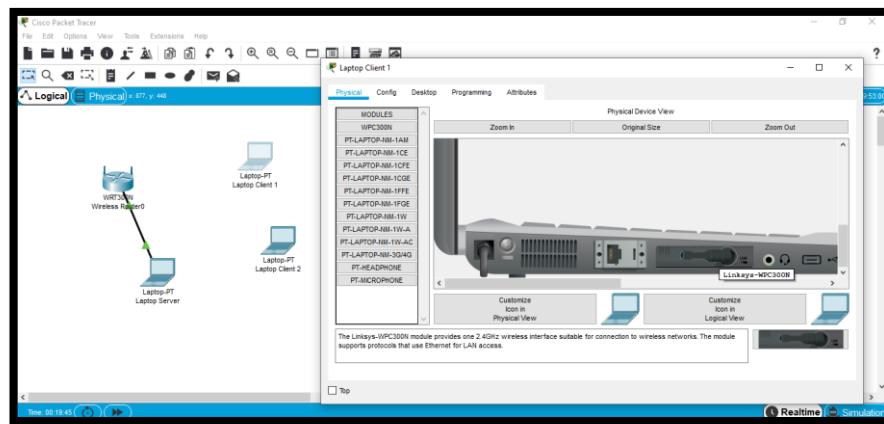 Cisco Packet Tracer
File Edit Options View Tools Extensions Help
?
Logical Physical x: 877, y: 448
9:53:00
WRT300N
Wireless Router0
Laptop-PT
Laptop Client 1
Laptop-PT
Laptop Client 2
Laptop-PT
Laptop Server
Laptop Client 1
Physical Config Desktop Programming Attributes
MODULES
WPC300N
PT-LAPTOP-NM-1AM
PT-LAPTOP-NM-1CE
PT-LAPTOP-NM-1CFE
PT-LAPTOP-NM-1CGE
PT-LAPTOP-NM-1FFE
PT-LAPTOP-NM-1FGE
PT-LAPTOP-NM-1W
PT-LAPTOP-NM-1W-A
PT-LAPTOP-NM-1W-AC
PT-LAPTOP-NM-3G/4G
PT-HEADPHONE
PT-MICROPHONE
Physical Device View
Zoom In Original Size Zoom Out
Linksys-WPC300N
Customize
Icon in
Physical View
Customize
Icon in
Logical View
The Linksys-WPC300N module provides one 2.4GHz wireless interface suitable for connection to wireless networks. The module
supports protocols that use Ethernet for LAN access.
Top
Time: 00:19:45
Realtime Simulation